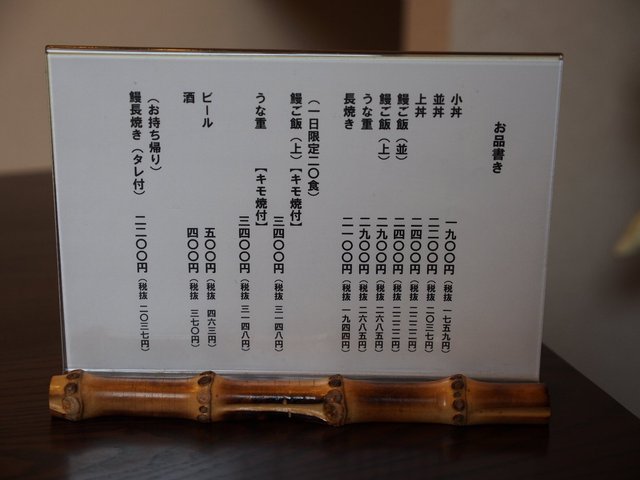 お品書き
小丼 一九〇〇円（税抜 一七五九円）
並丼 二二〇〇円（税抜 二〇三七円）
上丼 二四〇〇円（税抜 二二二二円）
鰻ご飯（並） 二四〇〇円（税抜 二二二二円）
鰻ご飯（上） 二九〇〇円（税抜 二六八五円）
うな重 二九〇〇円（税抜 二六八五円）
長焼き 二一〇〇円（税抜 一九四四円）
（一日限定二〇食）
鰻ご飯（上）【キモ焼付】 三四〇〇円（税抜 三一四八円）
うな重 【キモ焼付】 三四〇〇円（税抜 三一四八円）
ビール 五〇〇円（税抜 四六三円）
酒 四〇〇円（税抜 三七〇円）
（お持ち帰り）
鰻長焼き（タレ付） 二二〇〇円（税抜 二〇三七円）